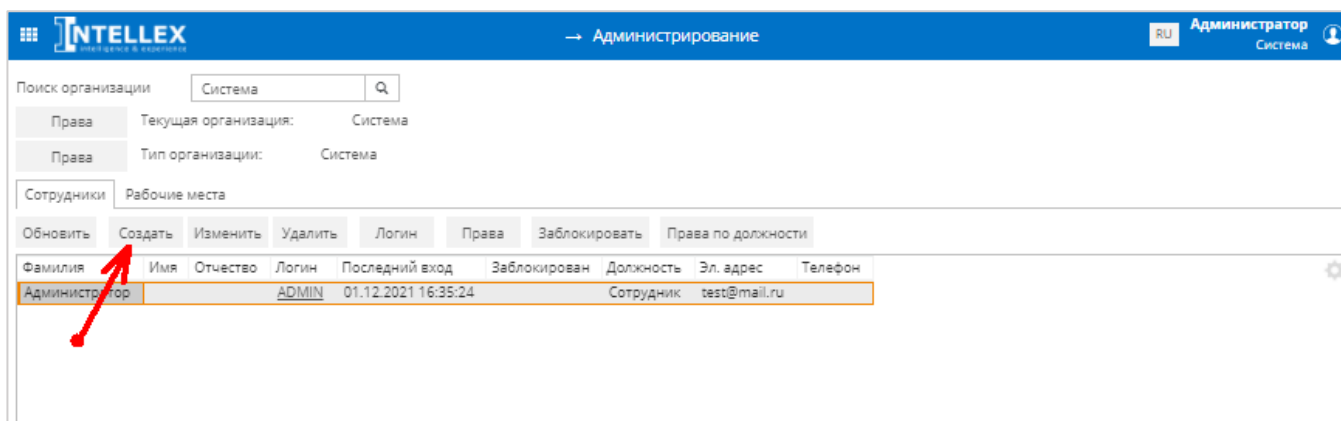 INTELLEX
intelligence & experience
→ Администрирование
RU
Администратор
Система
Поиск организации Система
Права Текущая организация: Система
Права Тип организации: Система
Сотрудники Рабочие места
Обновить Создать Изменить Удалить Логин Права Заблокировать Права по должности
Фамилия Имя Отчество Логин Последний вход Заблокирован Должность Эл. адрес Телефон
Администратор ADMIN 01.12.2021 16:35:24 Сотрудник test@mail.ru